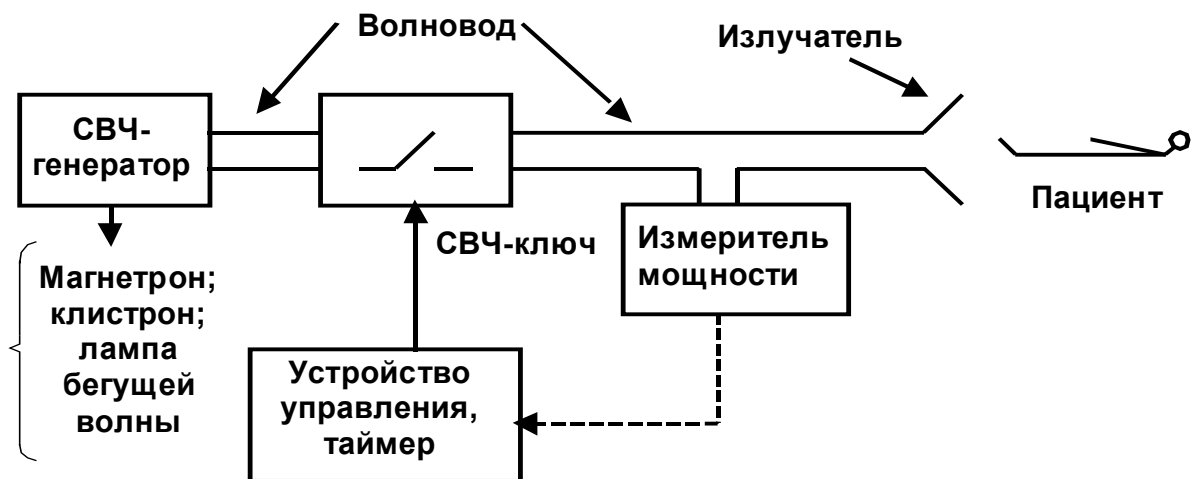 Волновод
Излучатель
СВЧ-
генератор
Пациент
СВЧ-ключ
Измеритель
мощности
Магнетрон;
клистрон;
лампа
бегущей
волны
Устройство
управления,
таймер